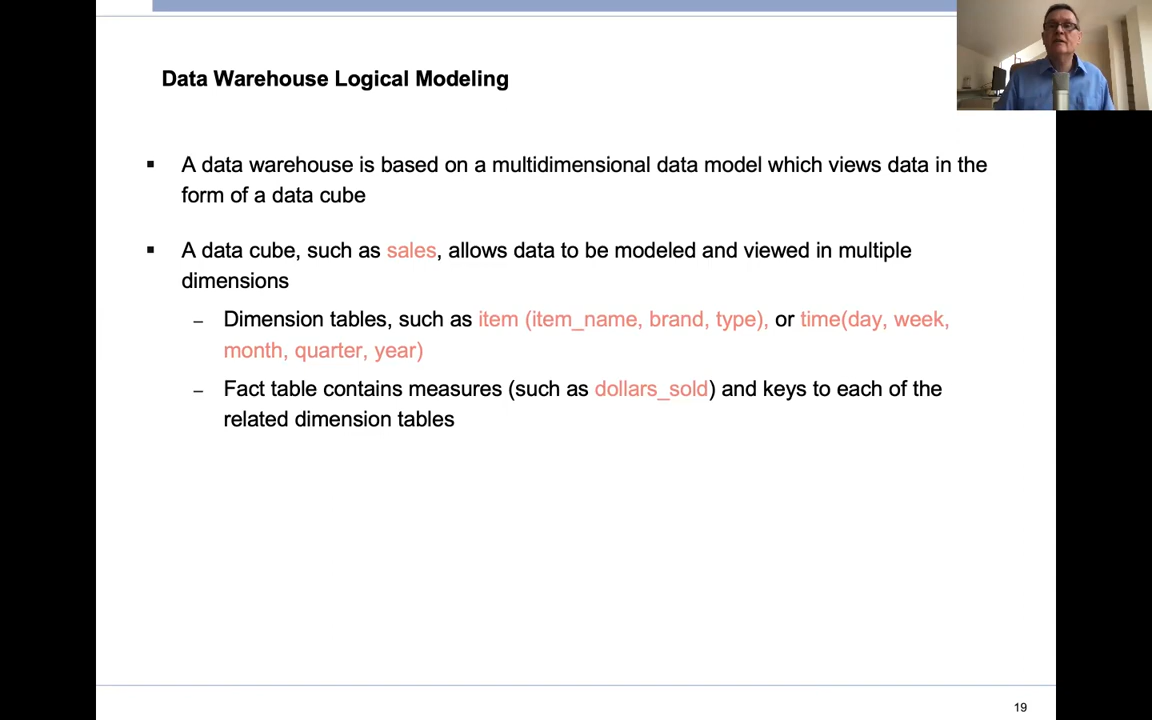 Data Warehouse Logical Modeling
▪ A data warehouse is based on a multidimensional data model which views data in the
form of a data cube
▪ A data cube, such as sales, allows data to be modeled and viewed in multiple
dimensions
– Dimension tables, such as item (item_name, brand, type), or time(day, week,
month, quarter, year)
– Fact table contains measures (such as dollars_sold) and keys to each of the
related dimension tables
19